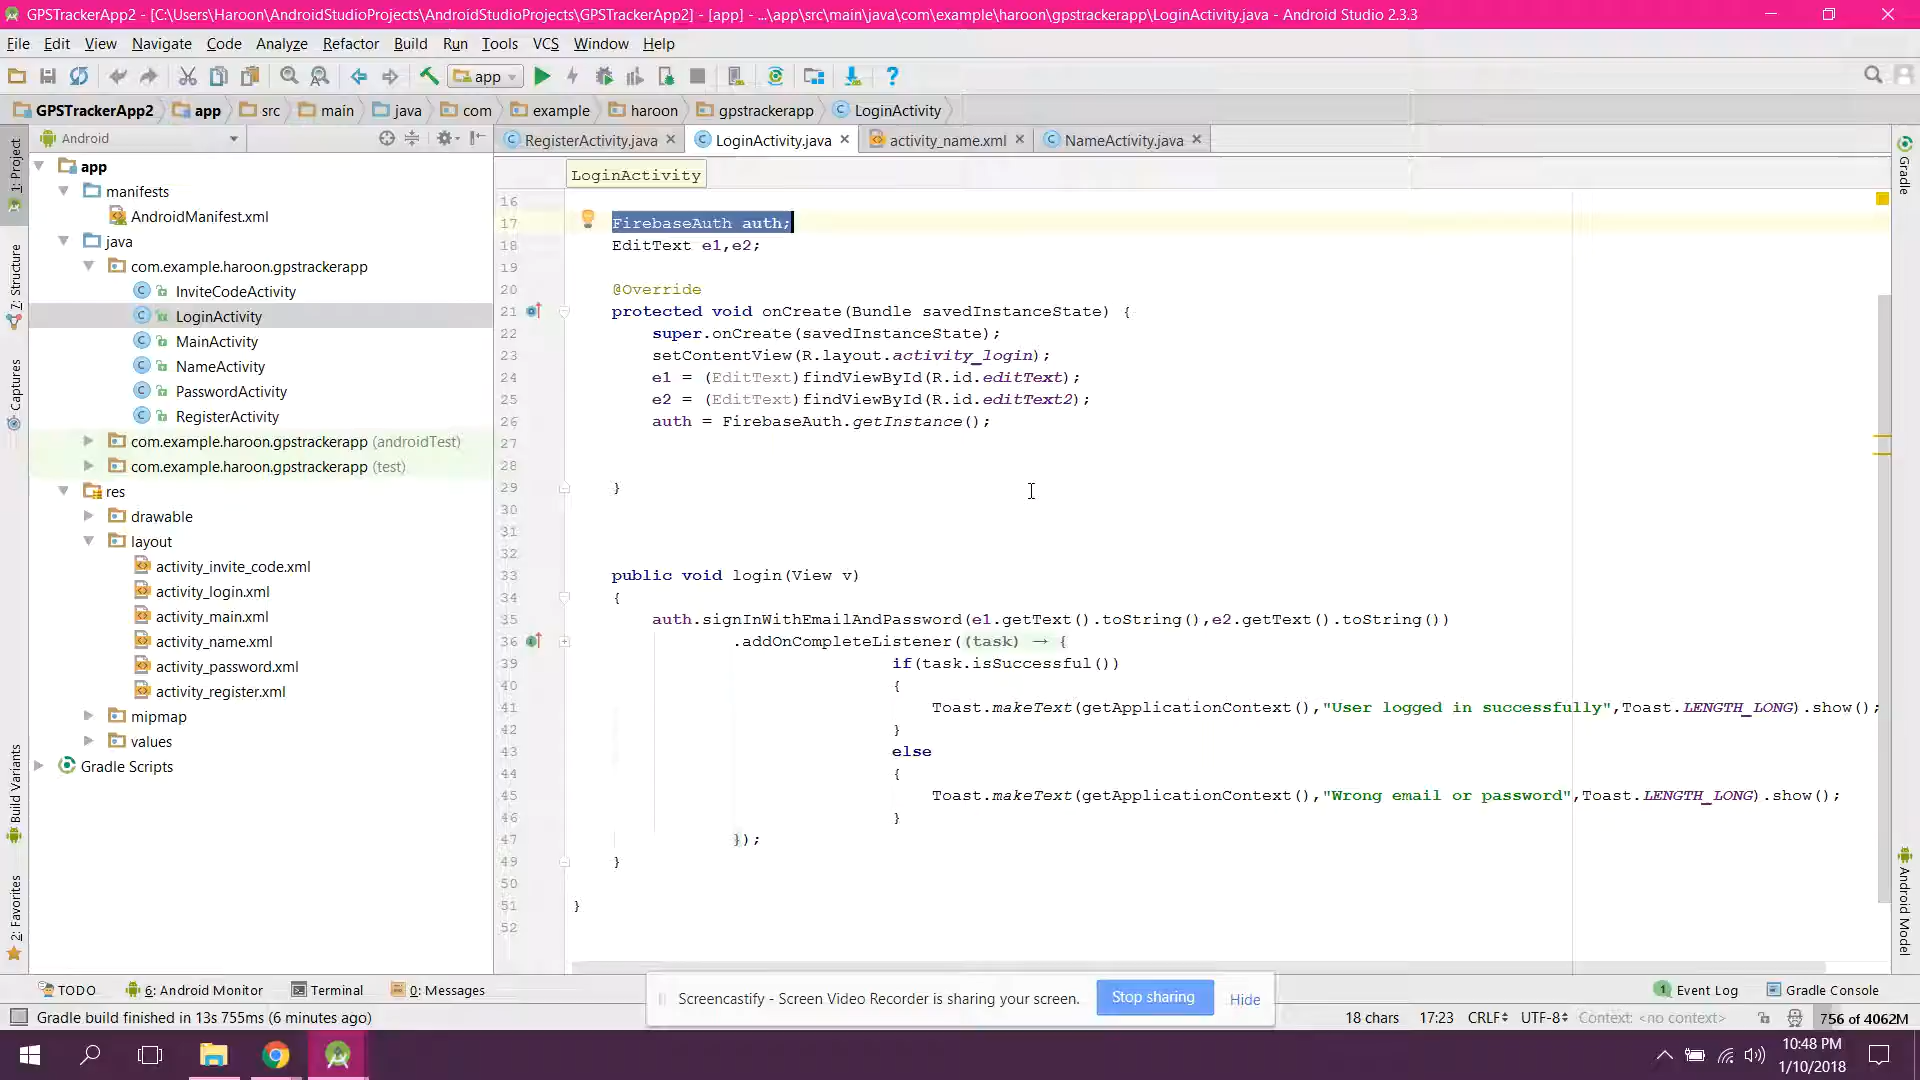 GPSTrackerApp2 - [C:\Users\Haroon\AndroidStudioProjects\AndroidStudioProjects\GPSTrackerApp2] - [app] - ...\app\src\main\java\com\example\haroon\gpstrackerapp\LoginActivity.java - Android Studio 2.3.3
File Edit View Navigate Code Analyze Refactor Build Run Tools VCS Window Help
app
GPSTrackerApp2 app src main java com example haroon gpstrackerapp LoginActivity
Android
RegisterActivity.java LoginActivity.java activity_name.xml NameActivity.java
1: Project
7: Structure
Captures
Build Variants
2: Favorites
app
manifests
AndroidManifest.xml
java
com.example.haroon.gpstrackerapp
InviteCodeActivity
LoginActivity
MainActivity
NameActivity
PasswordActivity
RegisterActivity
com.example.haroon.gpstrackerapp (androidTest)
com.example.haroon.gpstrackerapp (test)
res
drawable
layout
activity_invite_code.xml
activity_login.xml
activity_main.xml
activity_name.xml
activity_password.xml
activity_register.xml
mipmap
values
Gradle Scripts
LoginActivity
16
17 FirebaseAuth auth;
18 EditText e1,e2;
19
20 @Override
21 protected void onCreate(Bundle savedInstanceState) {
22 super.onCreate(savedInstanceState);
23 setContentView(R.layout.activity_login);
24 e1 = (EditText)findViewById(R.id.editText);
25 e2 = (EditText)findViewById(R.id.editText2);
26 auth = FirebaseAuth.getInstance();
27
28
29 }
30
31
32
33 public void login(View v)
34 {
35 auth.signInWithEmailAndPassword(e1.getText().toString(),e2.getText().toString())
36 .addOnCompleteListener((task) → {
39 if(task.isSuccessful())
40 {
41 Toast.makeText(getApplicationContext(),"User logged in successfully",Toast.LENGTH_LONG).show();
42 }
43 else
44 {
45 Toast.makeText(getApplicationContext(),"Wrong email or password",Toast.LENGTH_LONG).show();
46 }
47 });
49 }
50
51 }
52
Gradle
Android Model
TODO 6: Android Monitor Terminal 0: Messages
Screencastify - Screen Video Recorder is sharing your screen. Stop sharing Hide
1 Event Log Gradle Console
Gradle build finished in 13s 755ms (6 minutes ago)
18 chars 17:23 CRLF UTF-8 Context: <no context> 756 of 4062M
10:48 PM
1/10/2018